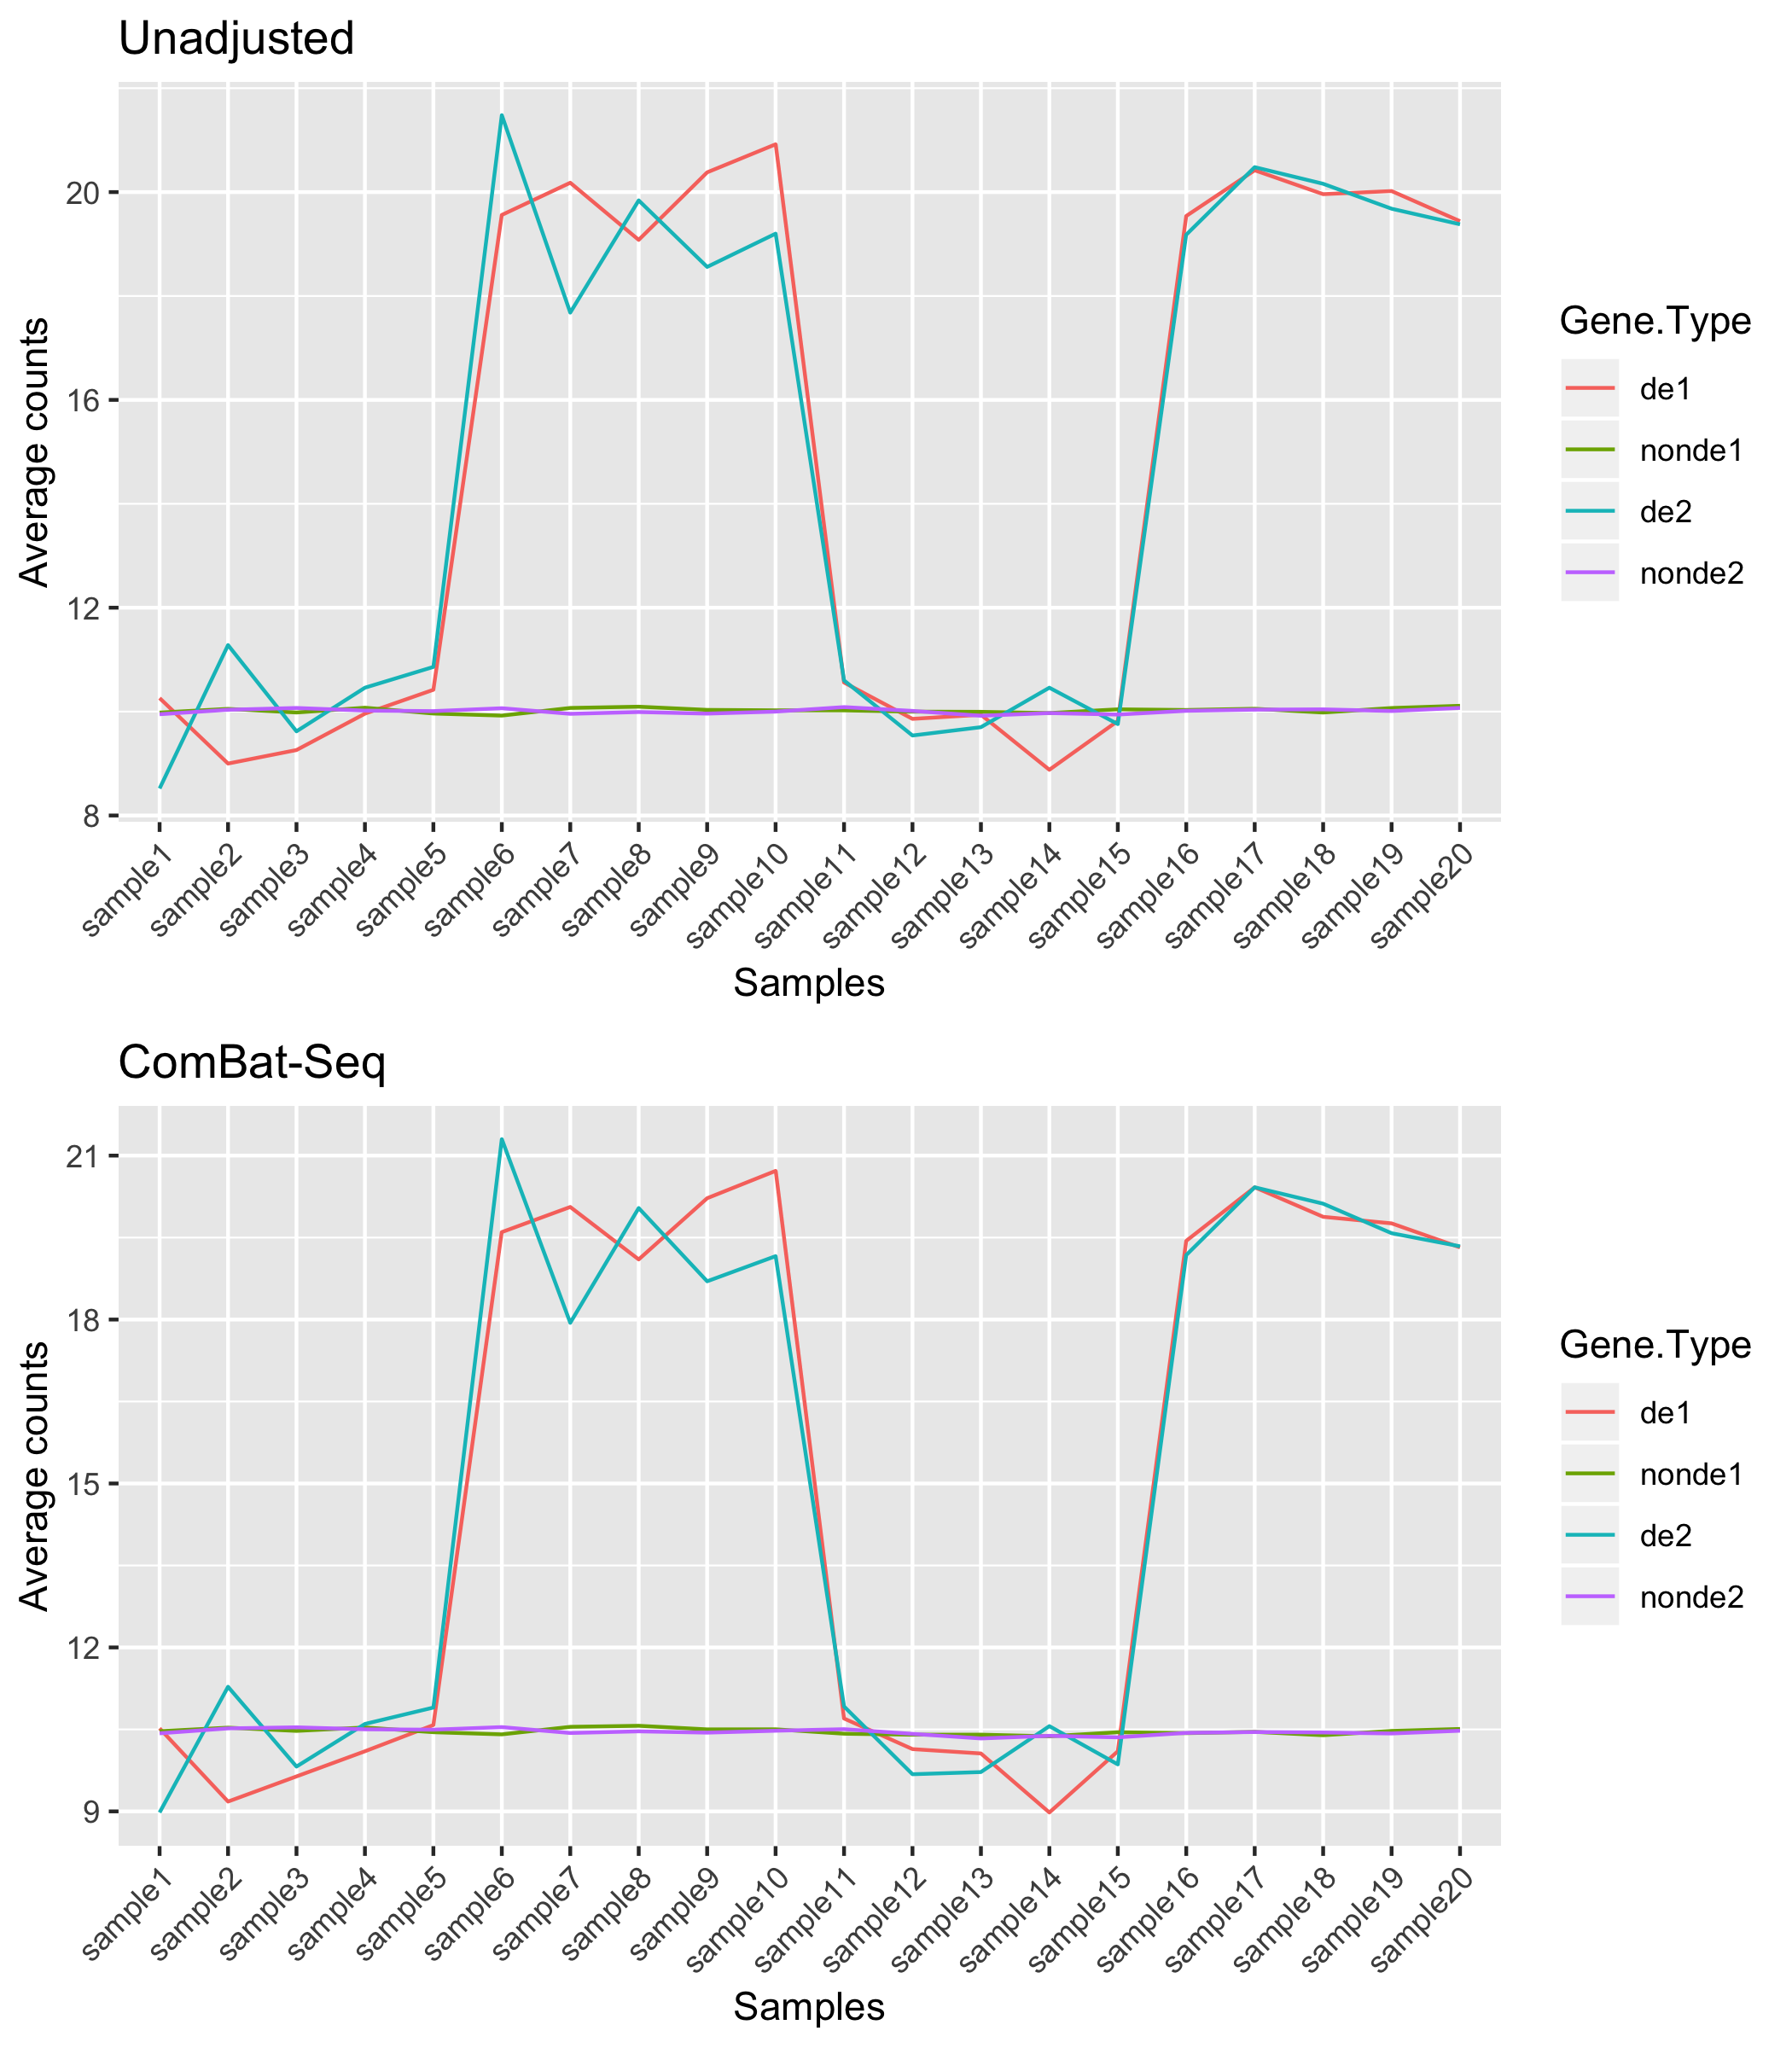 Unadjusted
20
16
12
8
Average counts
sample1
sample2
sample3
sample4
sample5
sample6
sample7
sample8
sample9
sample10
sample11
sample12
sample13
sample14
sample15
sample16
sample17
sample18
sample19
sample20
Samples
Gene.Type
de1
nonde1
de2
nonde2
ComBat-Seq
21
18
15
12
9
Average counts
sample1
sample2
sample3
sample4
sample5
sample6
sample7
sample8
sample9
sample10
sample11
sample12
sample13
sample14
sample15
sample16
sample17
sample18
sample19
sample20
Samples
Gene.Type
de1
nonde1
de2
nonde2